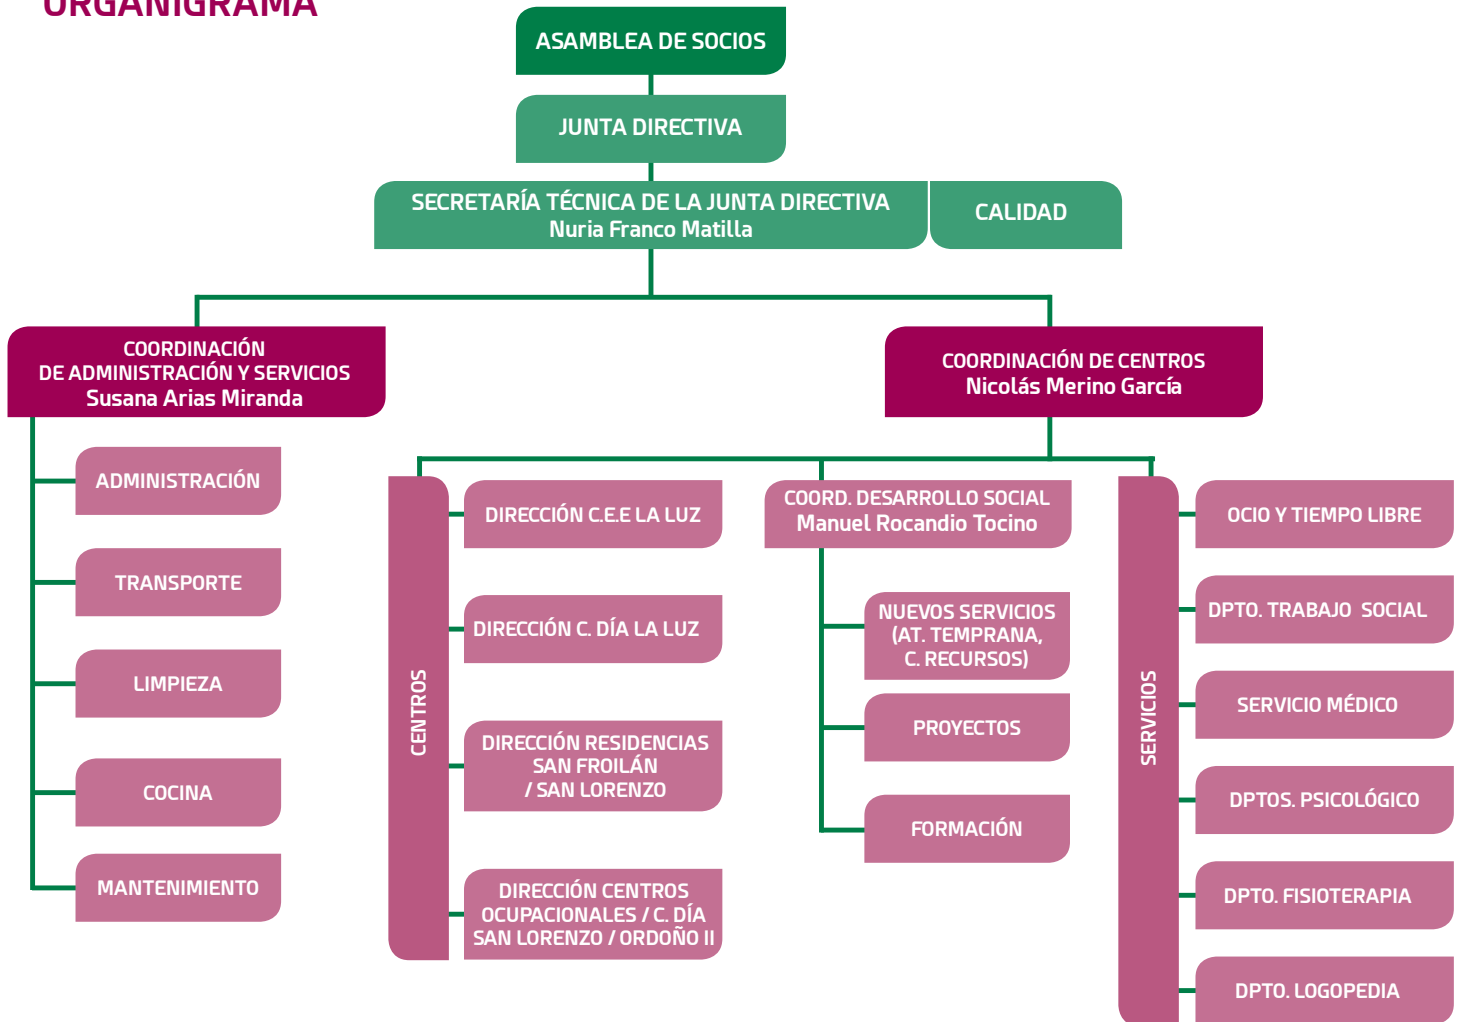 ORGANIGRAMA
ASAMBLEA DE SOCIOS
JUNTA DIRECTIVA
SECRETARÍA TÉCNICA DE LA JUNTA DIRECTIVA
Nuria Franco Matilla
CALIDAD
COORDINACIÓN
DE ADMINISTRACIÓN Y SERVICIOS
Susana Arias Miranda
ADMINISTRACIÓN
TRANSPORTE
LIMPIEZA
COCINA
MANTENIMIENTO
COORDINACIÓN DE CENTROS
Nicolás Merino García
CENTROS
DIRECCIÓN C.E.E LA LUZ
DIRECCIÓN C. DÍA LA LUZ
DIRECCIÓN RESIDENCIAS
SAN FROILÁN
/ SAN LORENZO
DIRECCIÓN CENTROS
OCUPACIONALES / C. DÍA
SAN LORENZO / ORDOÑO II
COORD. DESARROLLO SOCIAL
Manuel Rocandio Tocino
NUEVOS SERVICIOS
(AT. TEMPRANA,
C. RECURSOS)
PROYECTOS
FORMACIÓN
SERVICIOS
OCIO Y TIEMPO LIBRE
DPTO. TRABAJO SOCIAL
SERVICIO MÉDICO
DPTOS. PSICOLÓGICO
DPTO. FISIOTERAPIA
DPTO. LOGOPEDIA